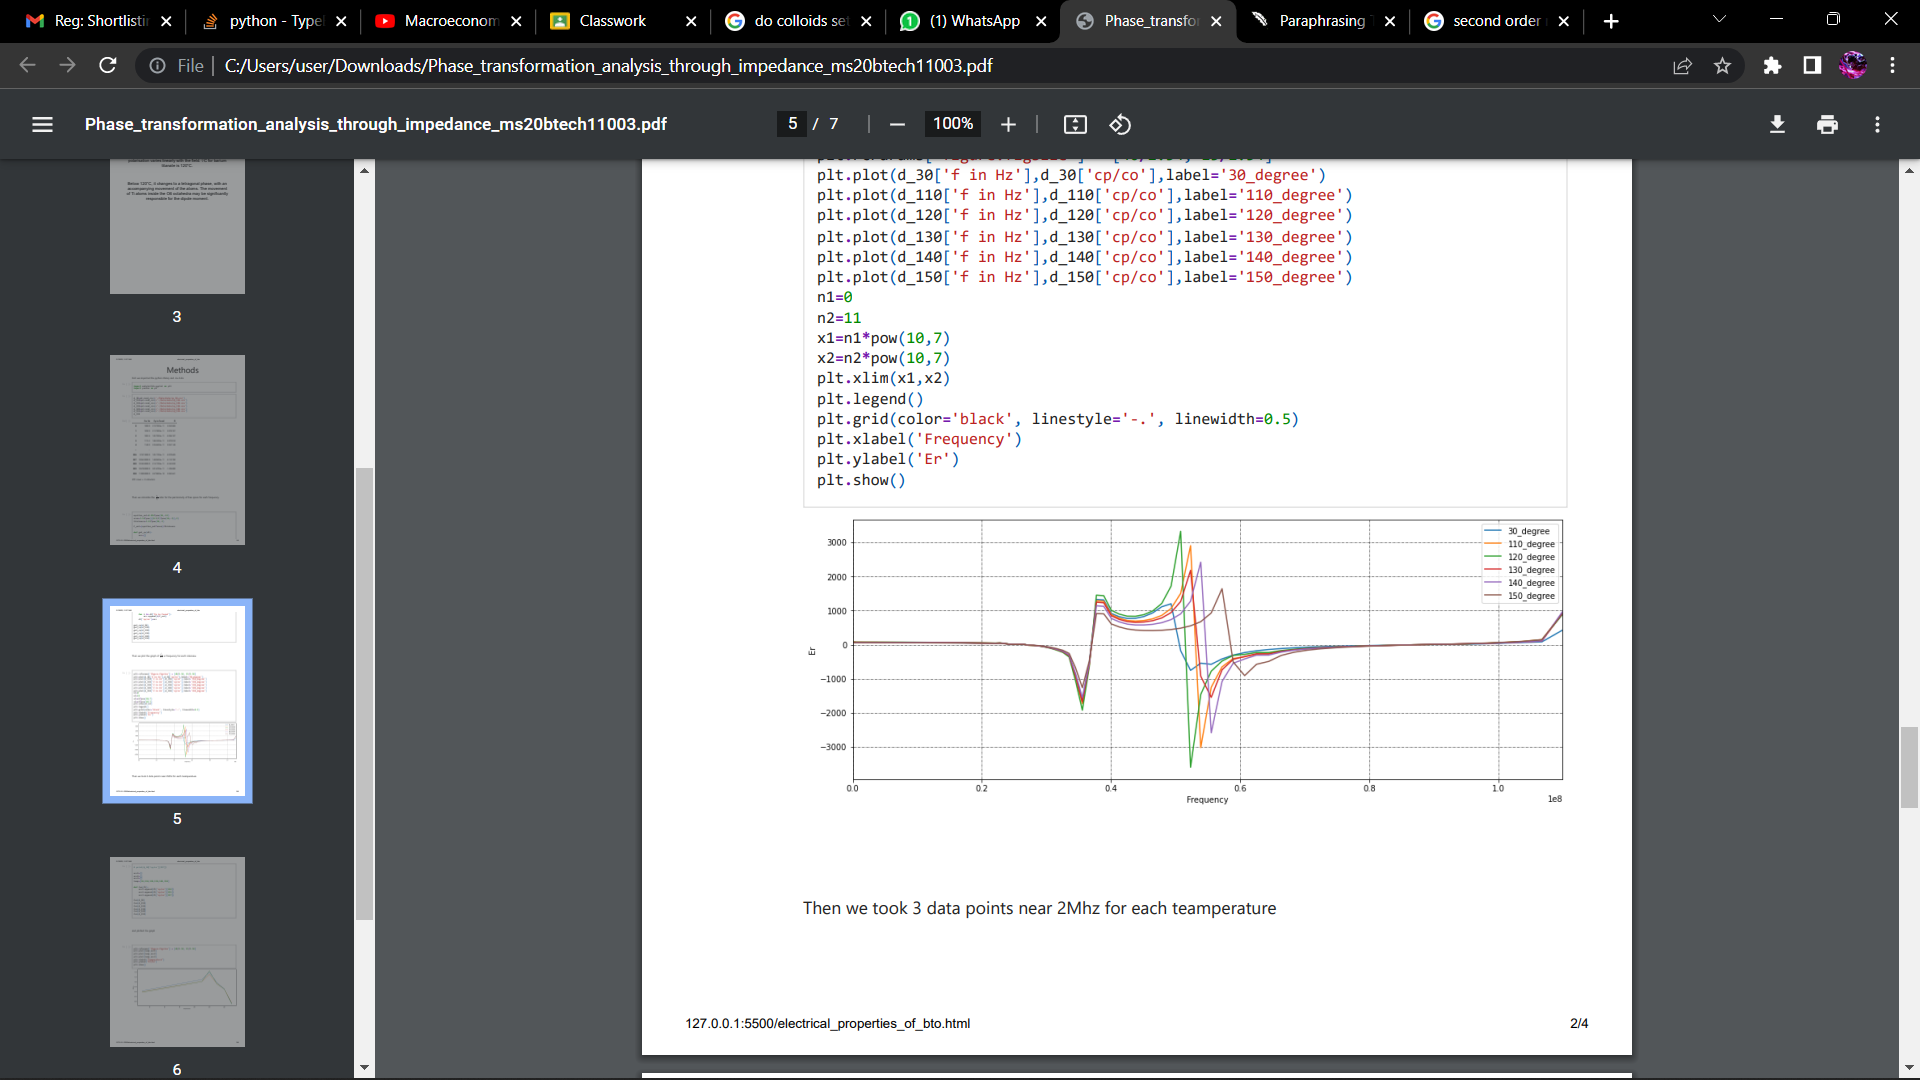 Reg: Shortlisti
python - Type
Macroeconom
Classwork
do colloids set
(1) WhatsApp
Phase_transfo
Paraphrasing
second order
File
C:/Users/user/Downloads/Phase_transformation_analysis_through_impedance_ms20btech11003.pdf
Phase_transformation_analysis_through_impedance_ms20btech11003.pdf
5 / 7
100%
3
Methods
4
5
6
plt.plot(d_30['f in Hz'],d_30['cp/co'],label='30_degree')
plt.plot(d_110['f in Hz'],d_110['cp/co'],label='110_degree')
plt.plot(d_120['f in Hz'],d_120['cp/co'],label='120_degree')
plt.plot(d_130['f in Hz'],d_130['cp/co'],label='130_degree')
plt.plot(d_140['f in Hz'],d_140['cp/co'],label='140_degree')
plt.plot(d_150['f in Hz'],d_150['cp/co'],label='150_degree')
n1=0
n2=11
x1=n1*pow(10,7)
x2=n2*pow(10,7)
plt.xlim(x1,x2)
plt.legend()
plt.grid(color='black', linestyle='-.', linewidth=0.5)
plt.xlabel('Frequency')
plt.ylabel('Er')
plt.show()
30_degree
110_degree
120_degree
130_degree
140_degree
150_degree
3000
2000
1000
0
−1000
−2000
−3000
Er
0.0 0.2 0.4 0.6 0.8 1.0
Frequency
1e8
Then we took 3 data points near 2Mhz for each teamperature
127.0.0.1:5500/electrical_properties_of_bto.html
2/4